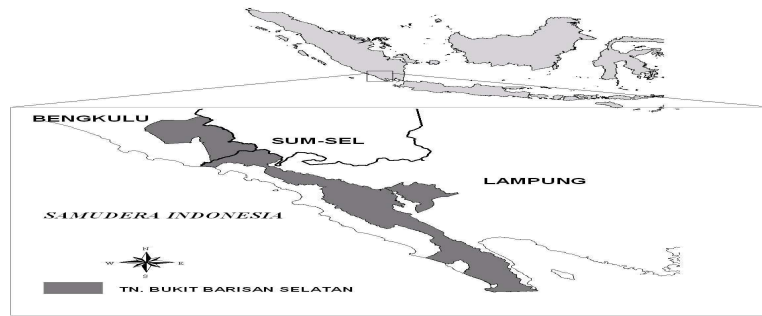 BENGKULU
SUM-SEL
LAMPUNG
SAMUDERA INDONESIA
N
W E
S
TN. BUKIT BARISAN SELATAN